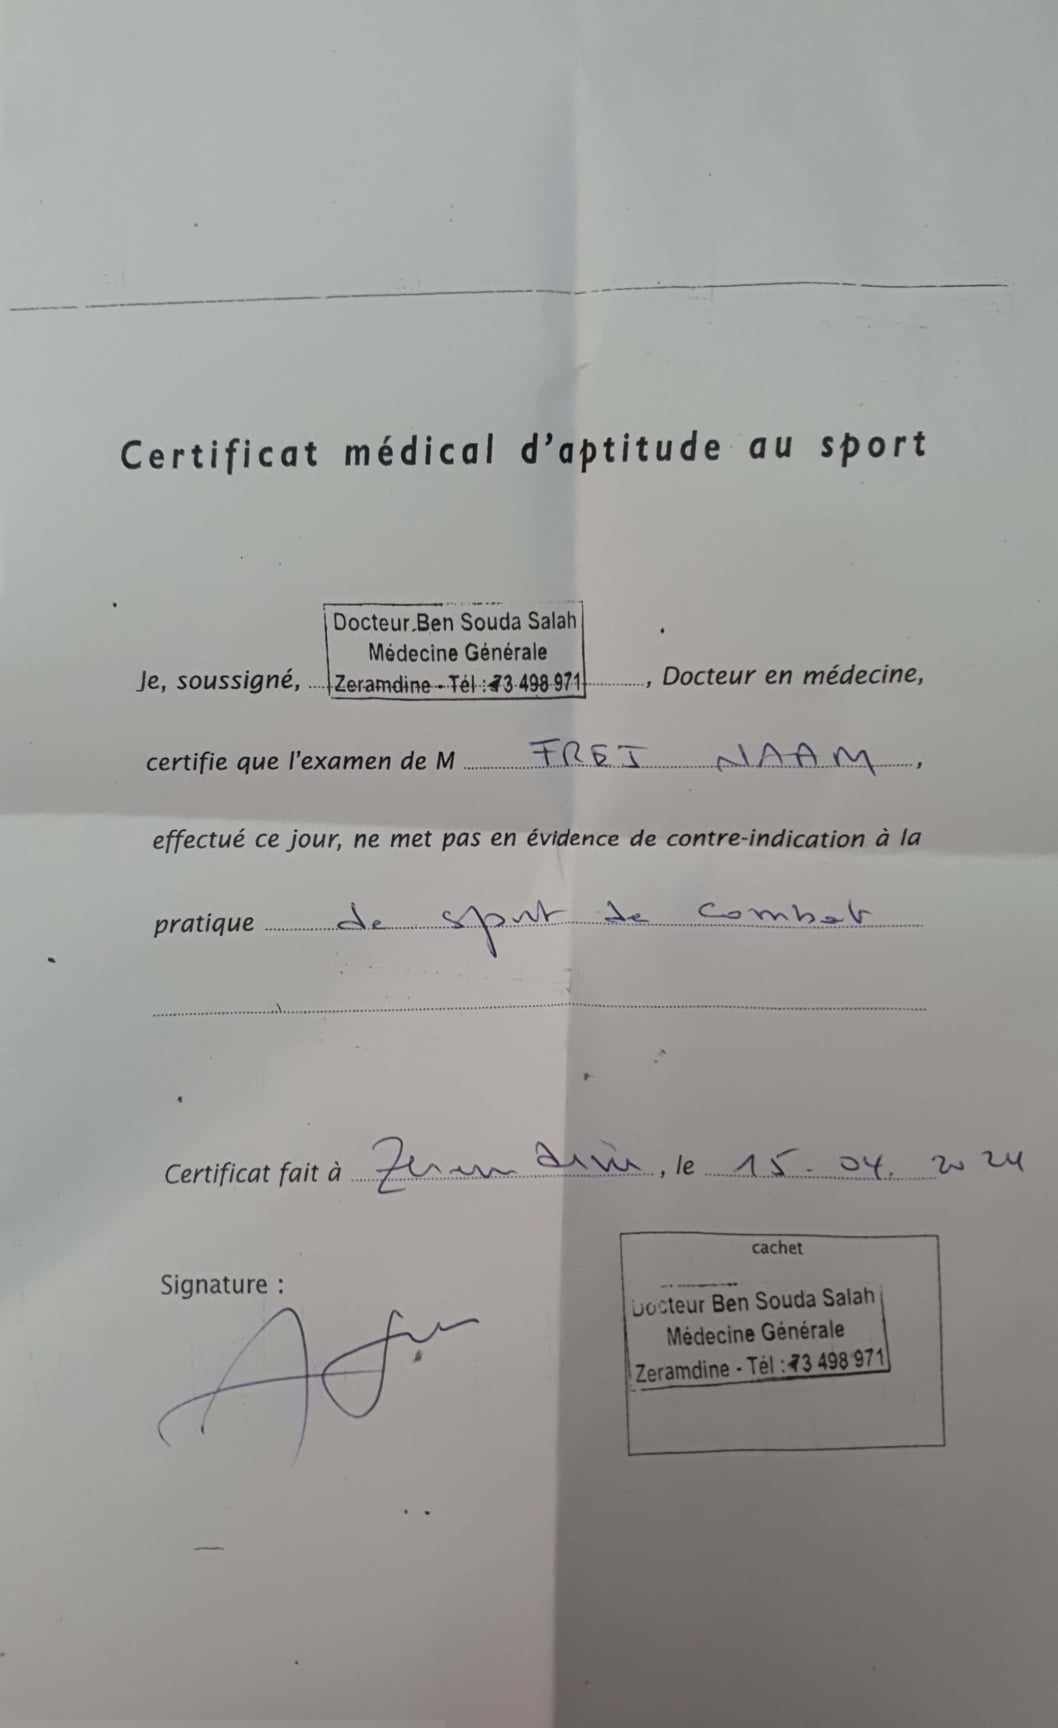 Certificat médical d'aptitude au sport
Docteur Ben Souda Salah
Médecine Générale
Zeramdine - Tél : 73 498 971
Je, soussigné, , Docteur en médecine,
certifie que l'examen de M FREJ NAAM ,
effectué ce jour, ne met pas en évidence de contre-indication à la
pratique de sport de combat
Certificat fait à Zeramdine , le 15.04.2024
Signature :
cachet
Docteur Ben Souda Salah
Médecine Générale
Zeramdine - Tél : 73 498 971